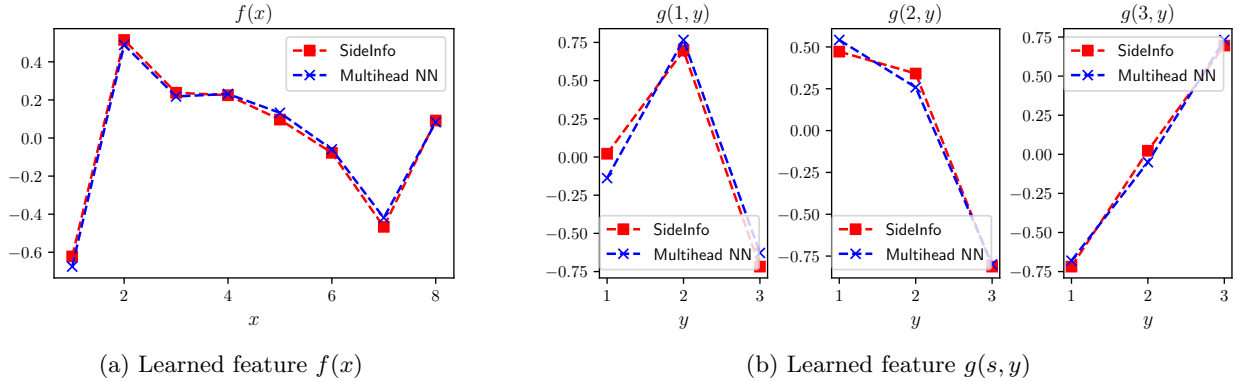 f(x)
0.4
0.2
0.0
−0.2
−0.4
−0.6
2
4
6
8
x
SideInfo
Multihead NN
(a) Learned feature f(x)
g(1, y)
0.75
0.50
0.25
0.00
−0.25
−0.50
−0.75
1
2
3
y
SideInfo
Multihead NN
g(2, y)
0.50
0.25
0.00
−0.25
−0.50
−0.75
1
2
3
y
SideInfo
Multihead NN
g(3, y)
0.75
0.50
0.25
0.00
−0.25
−0.50
−0.75
1
2
3
y
SideInfo
Multihead NN
(b) Learned feature g(s, y)